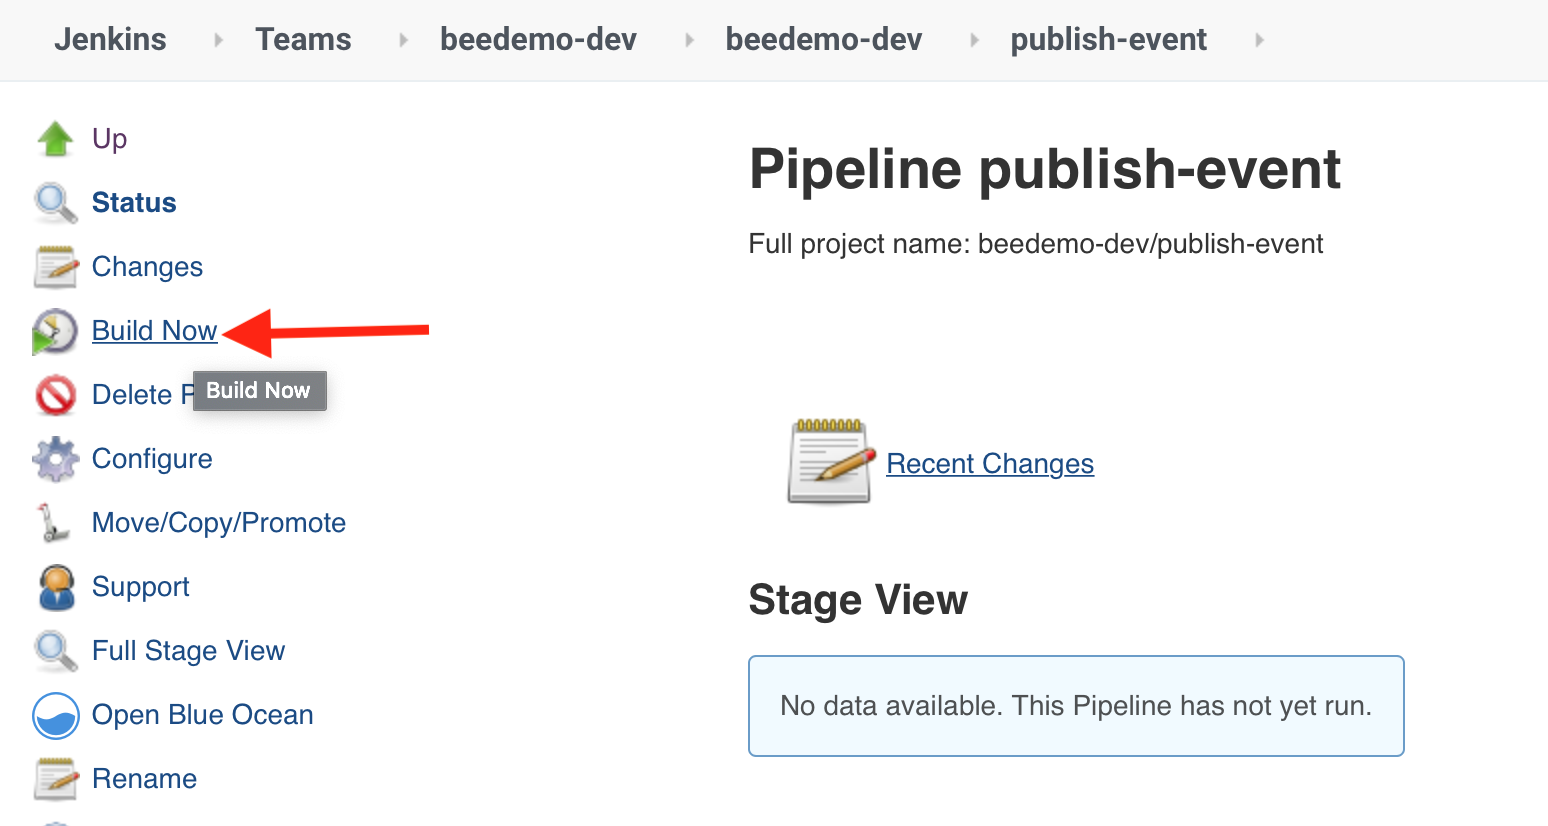 Jenkins Teams beedemo-dev beedemo-dev publish-event
Up
Status
Changes
Build Now
Delete P
Build Now
Configure
Move/Copy/Promote
Support
Full Stage View
Open Blue Ocean
Rename
Pipeline publish-event
Full project name: beedemo-dev/publish-event
Recent Changes
Stage View
No data available. This Pipeline has not yet run.